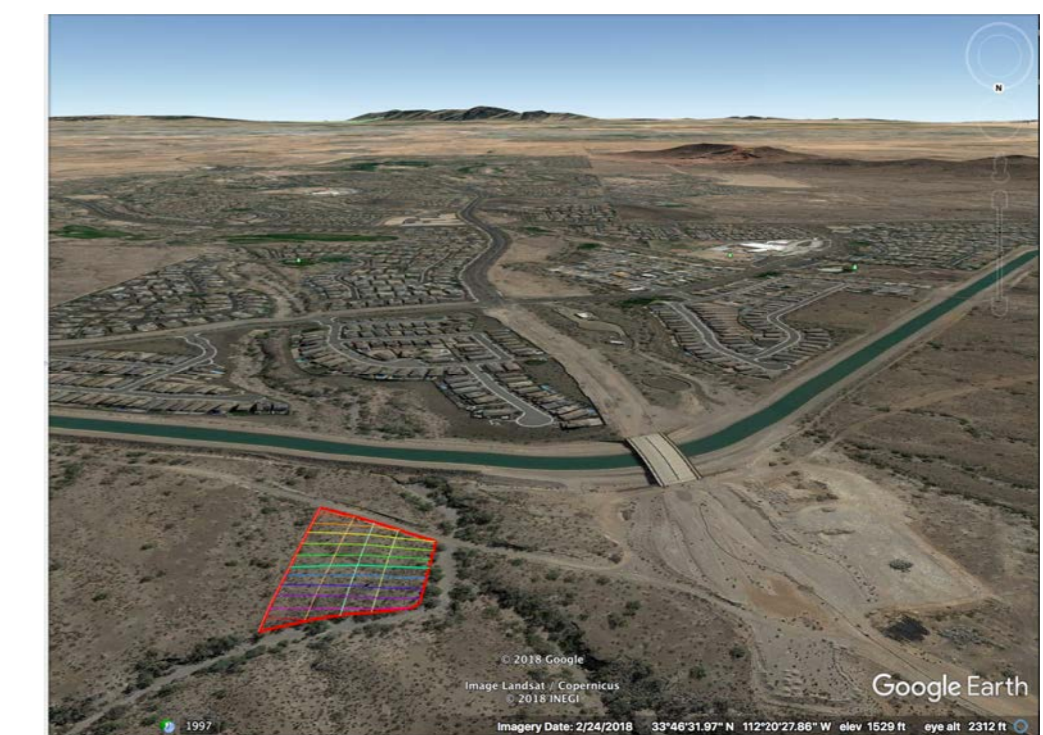 N
© 2018 Google
Image Landsat / Copernicus
© 2018 INEGI
Google Earth
1997
Imagery Date: 2/24/2018 33°46'31.97" N 112°20'27.86" W elev 1529 ft eye alt 2312 ft